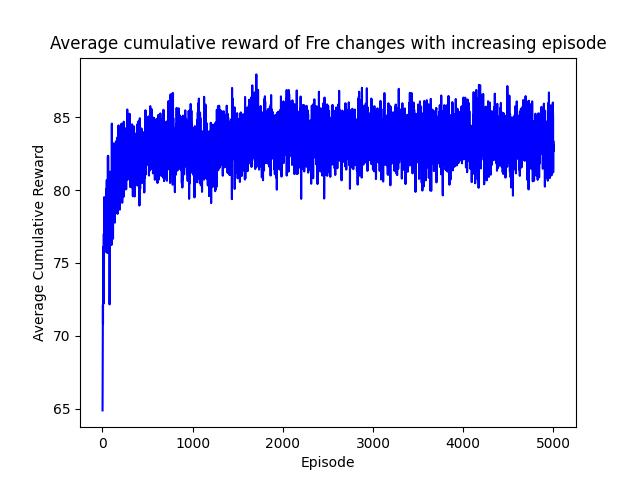 Average cumulative reward of Fre changes with increasing episode
85
80
75
70
65
Average Cumulative Reward
0 1000 2000 3000 4000 5000
Episode